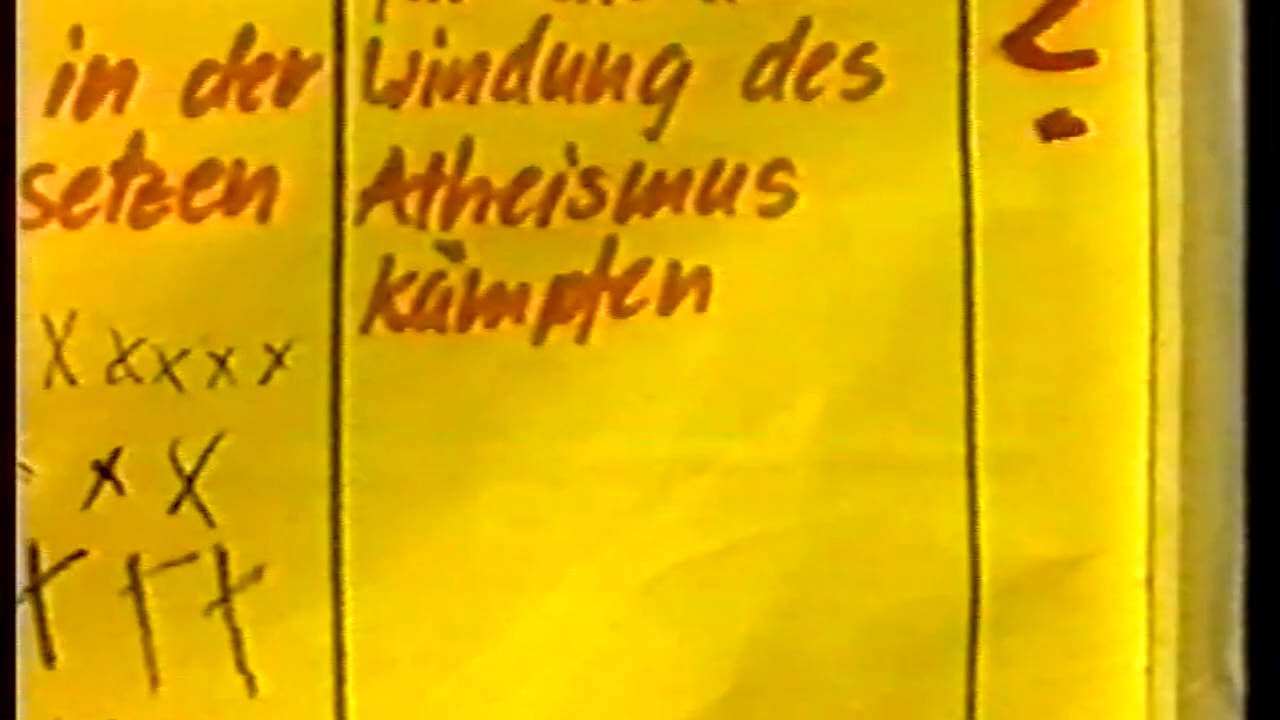 in der
setzen
X x x x x
x X
windung des
Atheismus
kämpfen
?